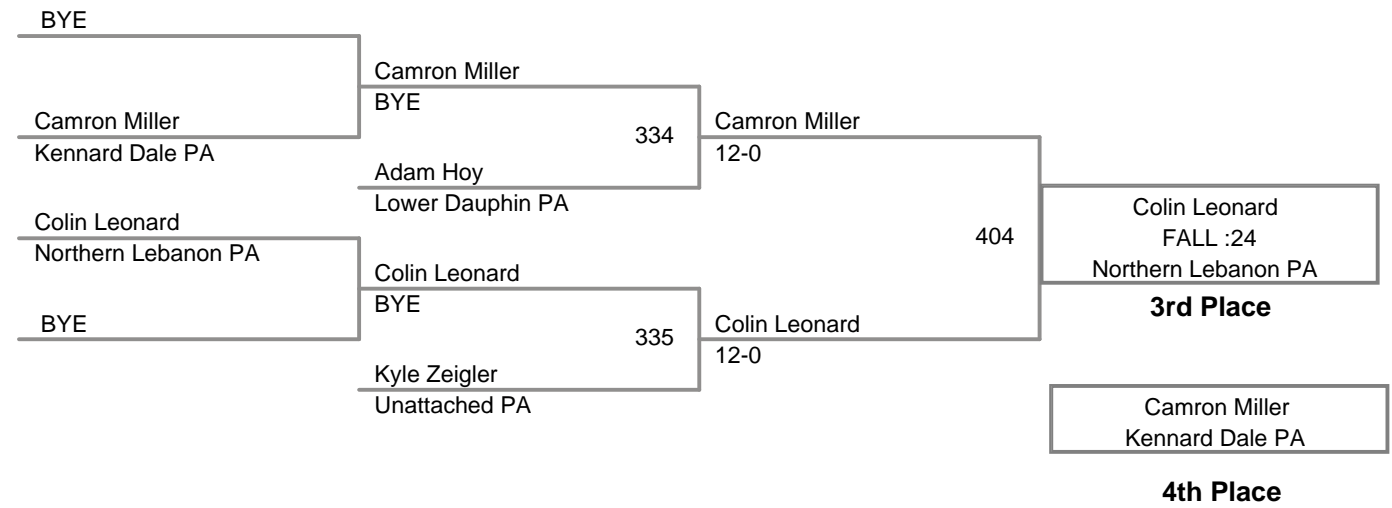 BYE
Camron Miller
BYE
Camron Miller
Kennard Dale PA
334
Camron Miller
12-0
Adam Hoy
Lower Dauphin PA
Colin Leonard
Northern Lebanon PA
404
Colin Leonard
FALL :24
Northern Lebanon PA
3rd Place
Colin Leonard
BYE
BYE
335
Colin Leonard
12-0
Kyle Zeigler
Unattached PA
Camron Miller
Kennard Dale PA
4th Place